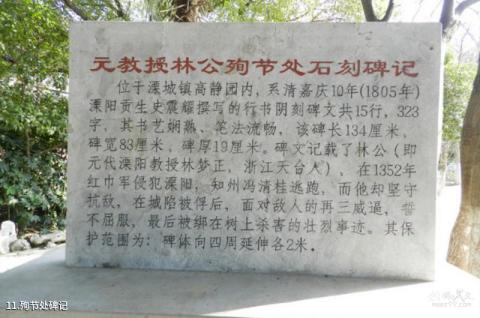 元教授林公殉节处石刻碑记
位于溧城镇高静园内,系清嘉庆10年(1805年)
溧阳贡生史震耀撰写的行书阴刻碑文共15行,323
字,其书艺娴熟、笔法流畅,该碑长134厘米,
碑宽83厘米,碑厚19厘米。碑文记载了林公(即
元代溧阳教授林梦正,浙江天台人),在1352年
红巾军侵犯溧阳,知州冯清桂逃跑,而他却坚守
抗敌,在城陷被俘后,面对敌人的再三威逼,誓
不屈服,最后被绑在树上杀害的壮烈事迹。其保
护范围为:碑体向四周延伸各2米.
11.殉节处碑记